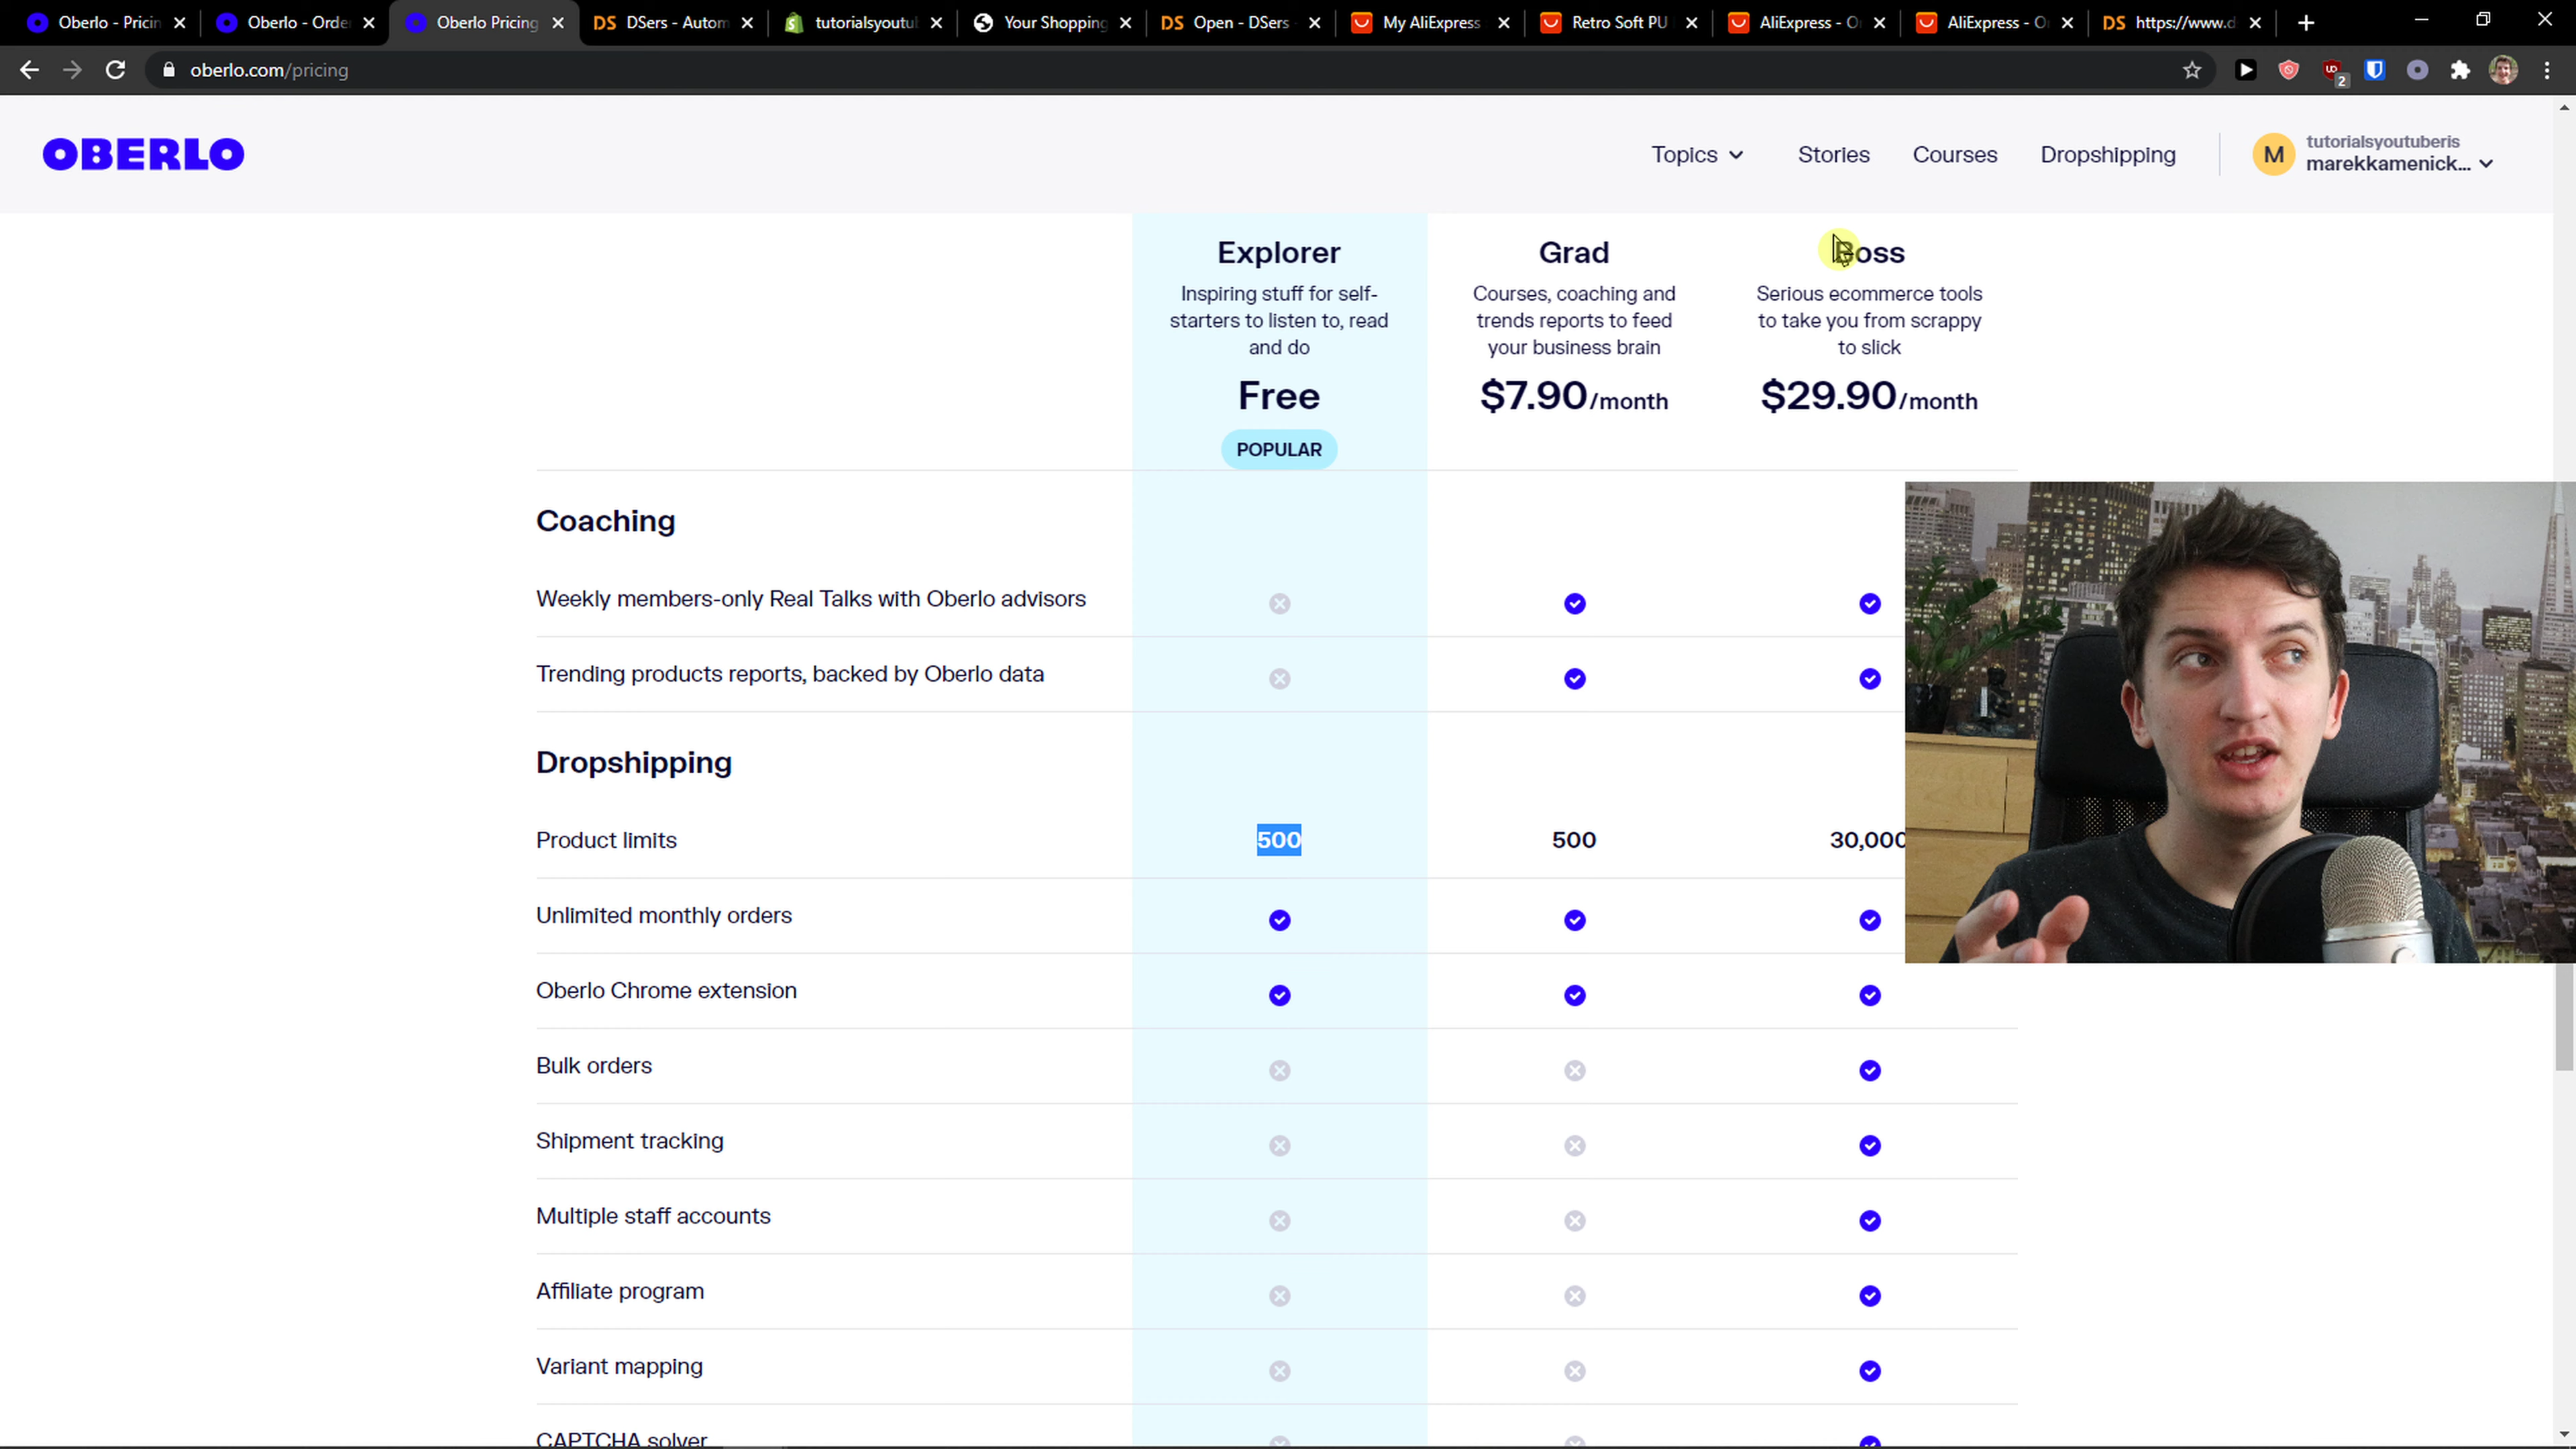 Oberlo - Pricin
Oberlo - Orde
Oberlo Pricing
DS DSers - Autom
tutorialsyoutu
Your Shopping
DS Open - DSers
My AliExpress
Retro Soft PU
AliExpress - O
AliExpress - O
DS https://www.d
oberlo.com/pricing
2
OBERLO
Topics
Stories
Courses
Dropshipping
M
tutorialsyoutuberis
marekkamenick...
Explorer
Grad
Boss
Inspiring stuff for self-
starters to listen to, read
and do
Courses, coaching and
trends reports to feed
your business brain
Serious ecommerce tools
to take you from scrappy
to slick
Free
$7.90/month
$29.90/month
POPULAR
Coaching
Weekly members-only Real Talks with Oberlo advisors
Trending products reports, backed by Oberlo data
Dropshipping
Product limits
500
500
30,000
Unlimited monthly orders
Oberlo Chrome extension
Bulk orders
Shipment tracking
Multiple staff accounts
Affiliate program
Variant mapping
CAPTCHA solver